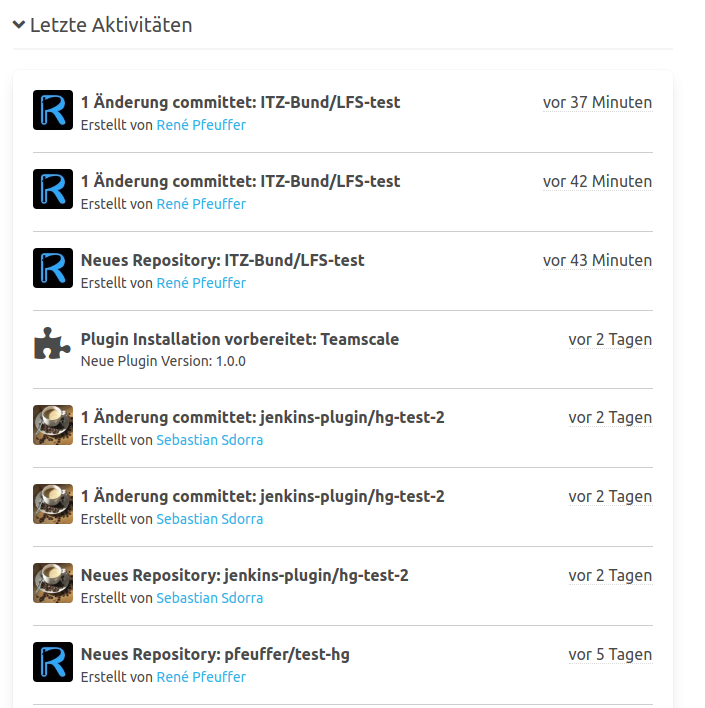 Letzte Aktivitäten
1 Änderung committet: ITZ-Bund/LFS-test vor 37 Minuten
Erstellt von René Pfeuffer
1 Änderung committet: ITZ-Bund/LFS-test vor 42 Minuten
Erstellt von René Pfeuffer
Neues Repository: ITZ-Bund/LFS-test vor 43 Minuten
Erstellt von René Pfeuffer
Plugin Installation vorbereitet: Teamscale vor 2 Tagen
Neue Plugin Version: 1.0.0
1 Änderung committet: jenkins-plugin/hg-test-2 vor 2 Tagen
Erstellt von Sebastian Sdorra
1 Änderung committet: jenkins-plugin/hg-test-2 vor 2 Tagen
Erstellt von Sebastian Sdorra
Neues Repository: jenkins-plugin/hg-test-2 vor 2 Tagen
Erstellt von Sebastian Sdorra
Neues Repository: pfeuffer/test-hg vor 5 Tagen
Erstellt von René Pfeuffer